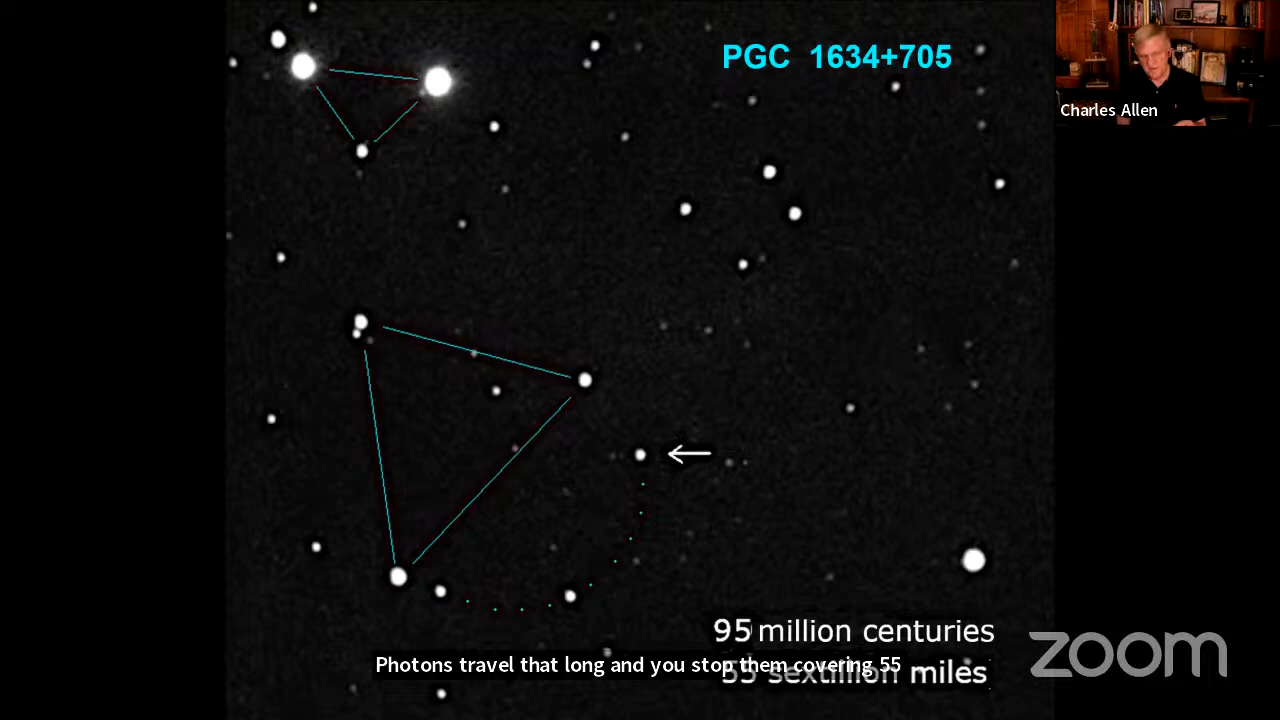 PGC 1634+705
Charles Allen
95 million centuries
55 sextillion miles
Photons travel that long and you stop them covering 55
zoom